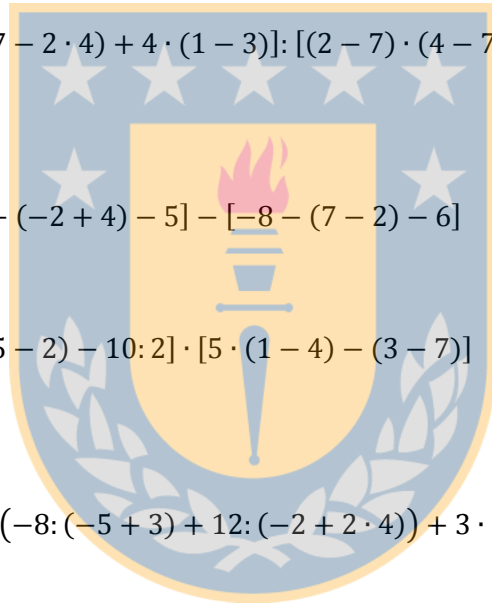 7 − 2 · 4) + 4 · (1 − 3)]: [(2 − 7) · (4 − 7
− (−2 + 4) − 5] − [−8 − (7 − 2) − 6]
5 − 2) − 10: 2] · [5 · (1 − 4) − (3 − 7)]
(−8: (−5 + 3) + 12: (−2 + 2 · 4)) + 3 ·